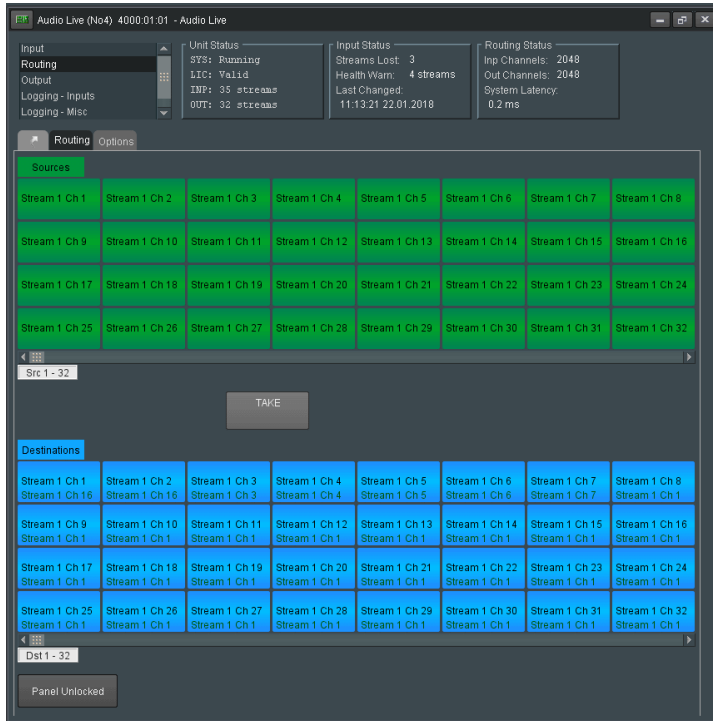 Audio Live (No4) 4000:01:01 - Audio Live
Input
Routing
Output
Logging - Inputs
Logging - Misc
Unit Status
SYS: Running
LIC: Valid
INP: 35 streams
OUT: 32 streams
Input Status
Streams Lost: 3
Health Warn: 4 streams
Last Changed:
11:13:21 22.01.2018
Routing Status
Inp Channels: 2048
Out Channels: 2048
System Latency:
0.2 ms
Routing Options
Sources
Stream 1 Ch 1 Stream 1 Ch 2 Stream 1 Ch 3 Stream 1 Ch 4 Stream 1 Ch 5 Stream 1 Ch 6 Stream 1 Ch 7 Stream 1 Ch 8
Stream 1 Ch 9 Stream 1 Ch 10 Stream 1 Ch 11 Stream 1 Ch 12 Stream 1 Ch 13 Stream 1 Ch 14 Stream 1 Ch 15 Stream 1 Ch 16
Stream 1 Ch 17 Stream 1 Ch 18 Stream 1 Ch 19 Stream 1 Ch 20 Stream 1 Ch 21 Stream 1 Ch 22 Stream 1 Ch 23 Stream 1 Ch 24
Stream 1 Ch 25 Stream 1 Ch 26 Stream 1 Ch 27 Stream 1 Ch 28 Stream 1 Ch 29 Stream 1 Ch 30 Stream 1 Ch 31 Stream 1 Ch 32
Src 1 - 32
TAKE
Destinations
Stream 1 Ch 1 Stream 1 Ch 2 Stream 1 Ch 3 Stream 1 Ch 4 Stream 1 Ch 5 Stream 1 Ch 6 Stream 1 Ch 7 Stream 1 Ch 8
Stream 1 Ch 16 Stream 1 Ch 16 Stream 1 Ch 3 Stream 1 Ch 4 Stream 1 Ch 5 Stream 1 Ch 6 Stream 1 Ch 7 Stream 1 Ch 1
Stream 1 Ch 9 Stream 1 Ch 10 Stream 1 Ch 11 Stream 1 Ch 12 Stream 1 Ch 13 Stream 1 Ch 14 Stream 1 Ch 15 Stream 1 Ch 16
Stream 1 Ch 1 Stream 1 Ch 1 Stream 1 Ch 1 Stream 1 Ch 1 Stream 1 Ch 1 Stream 1 Ch 1 Stream 1 Ch 1 Stream 1 Ch 1
Stream 1 Ch 17 Stream 1 Ch 18 Stream 1 Ch 19 Stream 1 Ch 20 Stream 1 Ch 21 Stream 1 Ch 22 Stream 1 Ch 23 Stream 1 Ch 24
Stream 1 Ch 1 Stream 1 Ch 1 Stream 1 Ch 1 Stream 1 Ch 1 Stream 1 Ch 1 Stream 1 Ch 1 Stream 1 Ch 1 Stream 1 Ch 1
Stream 1 Ch 25 Stream 1 Ch 26 Stream 1 Ch 27 Stream 1 Ch 28 Stream 1 Ch 29 Stream 1 Ch 30 Stream 1 Ch 31 Stream 1 Ch 32
Stream 1 Ch 1 Stream 1 Ch 1 Stream 1 Ch 1 Stream 1 Ch 1 Stream 1 Ch 1 Stream 1 Ch 1 Stream 1 Ch 1 Stream 1 Ch 1
Dst 1 - 32
Panel Unlocked